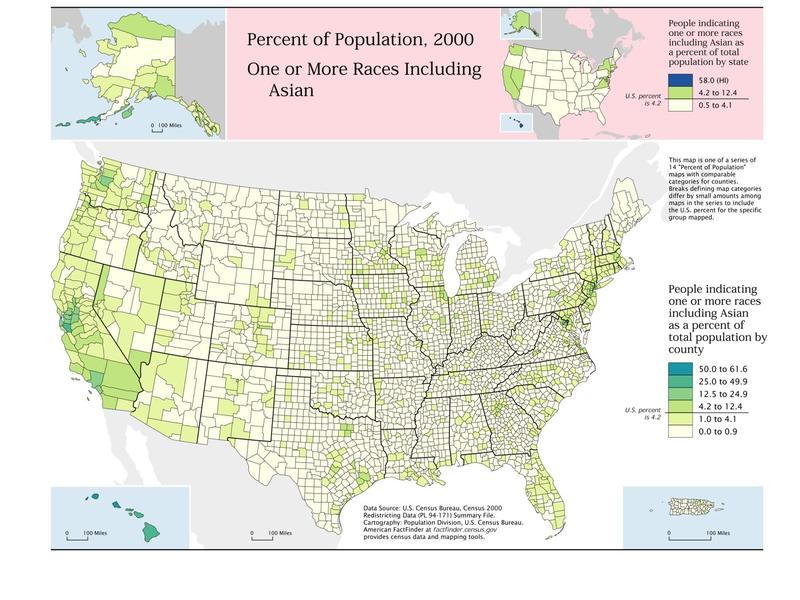 Percent of Population, 2000
One or More Races Including
Asian
0 100 Miles
People indicating
one or more races
including Asian as
a percent of total
population by state
58.0 (HI)
4.2 to 12.4
U.S. percent
is 4.2
0.5 to 4.1
This map is one of a series of
14 "Percent of Population"
maps with comparable
categories for counties.
Breaks defining map categories
differ by small amounts among
maps in the series to include
the U.S. percent for the specific
group mapped.
People indicating
one or more races
including Asian
as a percent of
total population by
county
50.0 to 61.6
25.0 to 49.9
12.5 to 24.9
4.2 to 12.4
U.S. percent
is 4.2
1.0 to 4.1
0.0 to 0.9
0 100 Miles
0 100 Miles
Data Source: U.S. Census Bureau, Census 2000
Redistricting Data (PL 94-171) Summary File.
Cartography: Population Division, U.S. Census Bureau.
American FactFinder at factfinder.census.gov
provides census data and mapping tools.
0 100 Miles